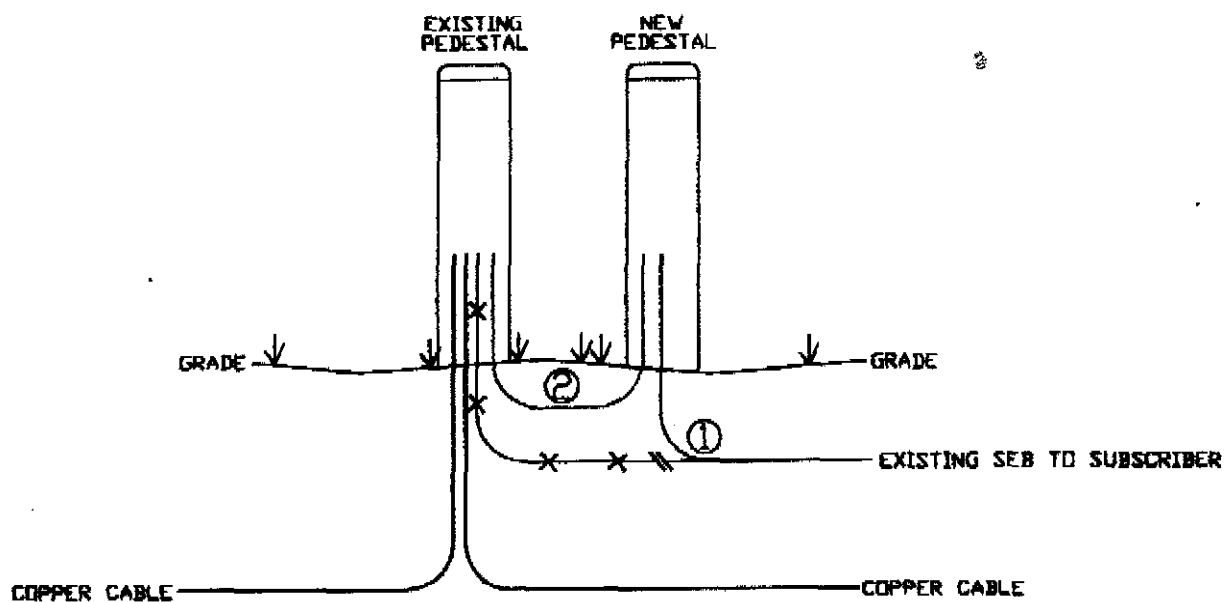 EXISTING
PEDESTAL
NEW
PEDESTAL
GRADE
GRADE
2
1
EXISTING SEB TO SUBSCRIBER
COPPER CABLE
COPPER CABLE